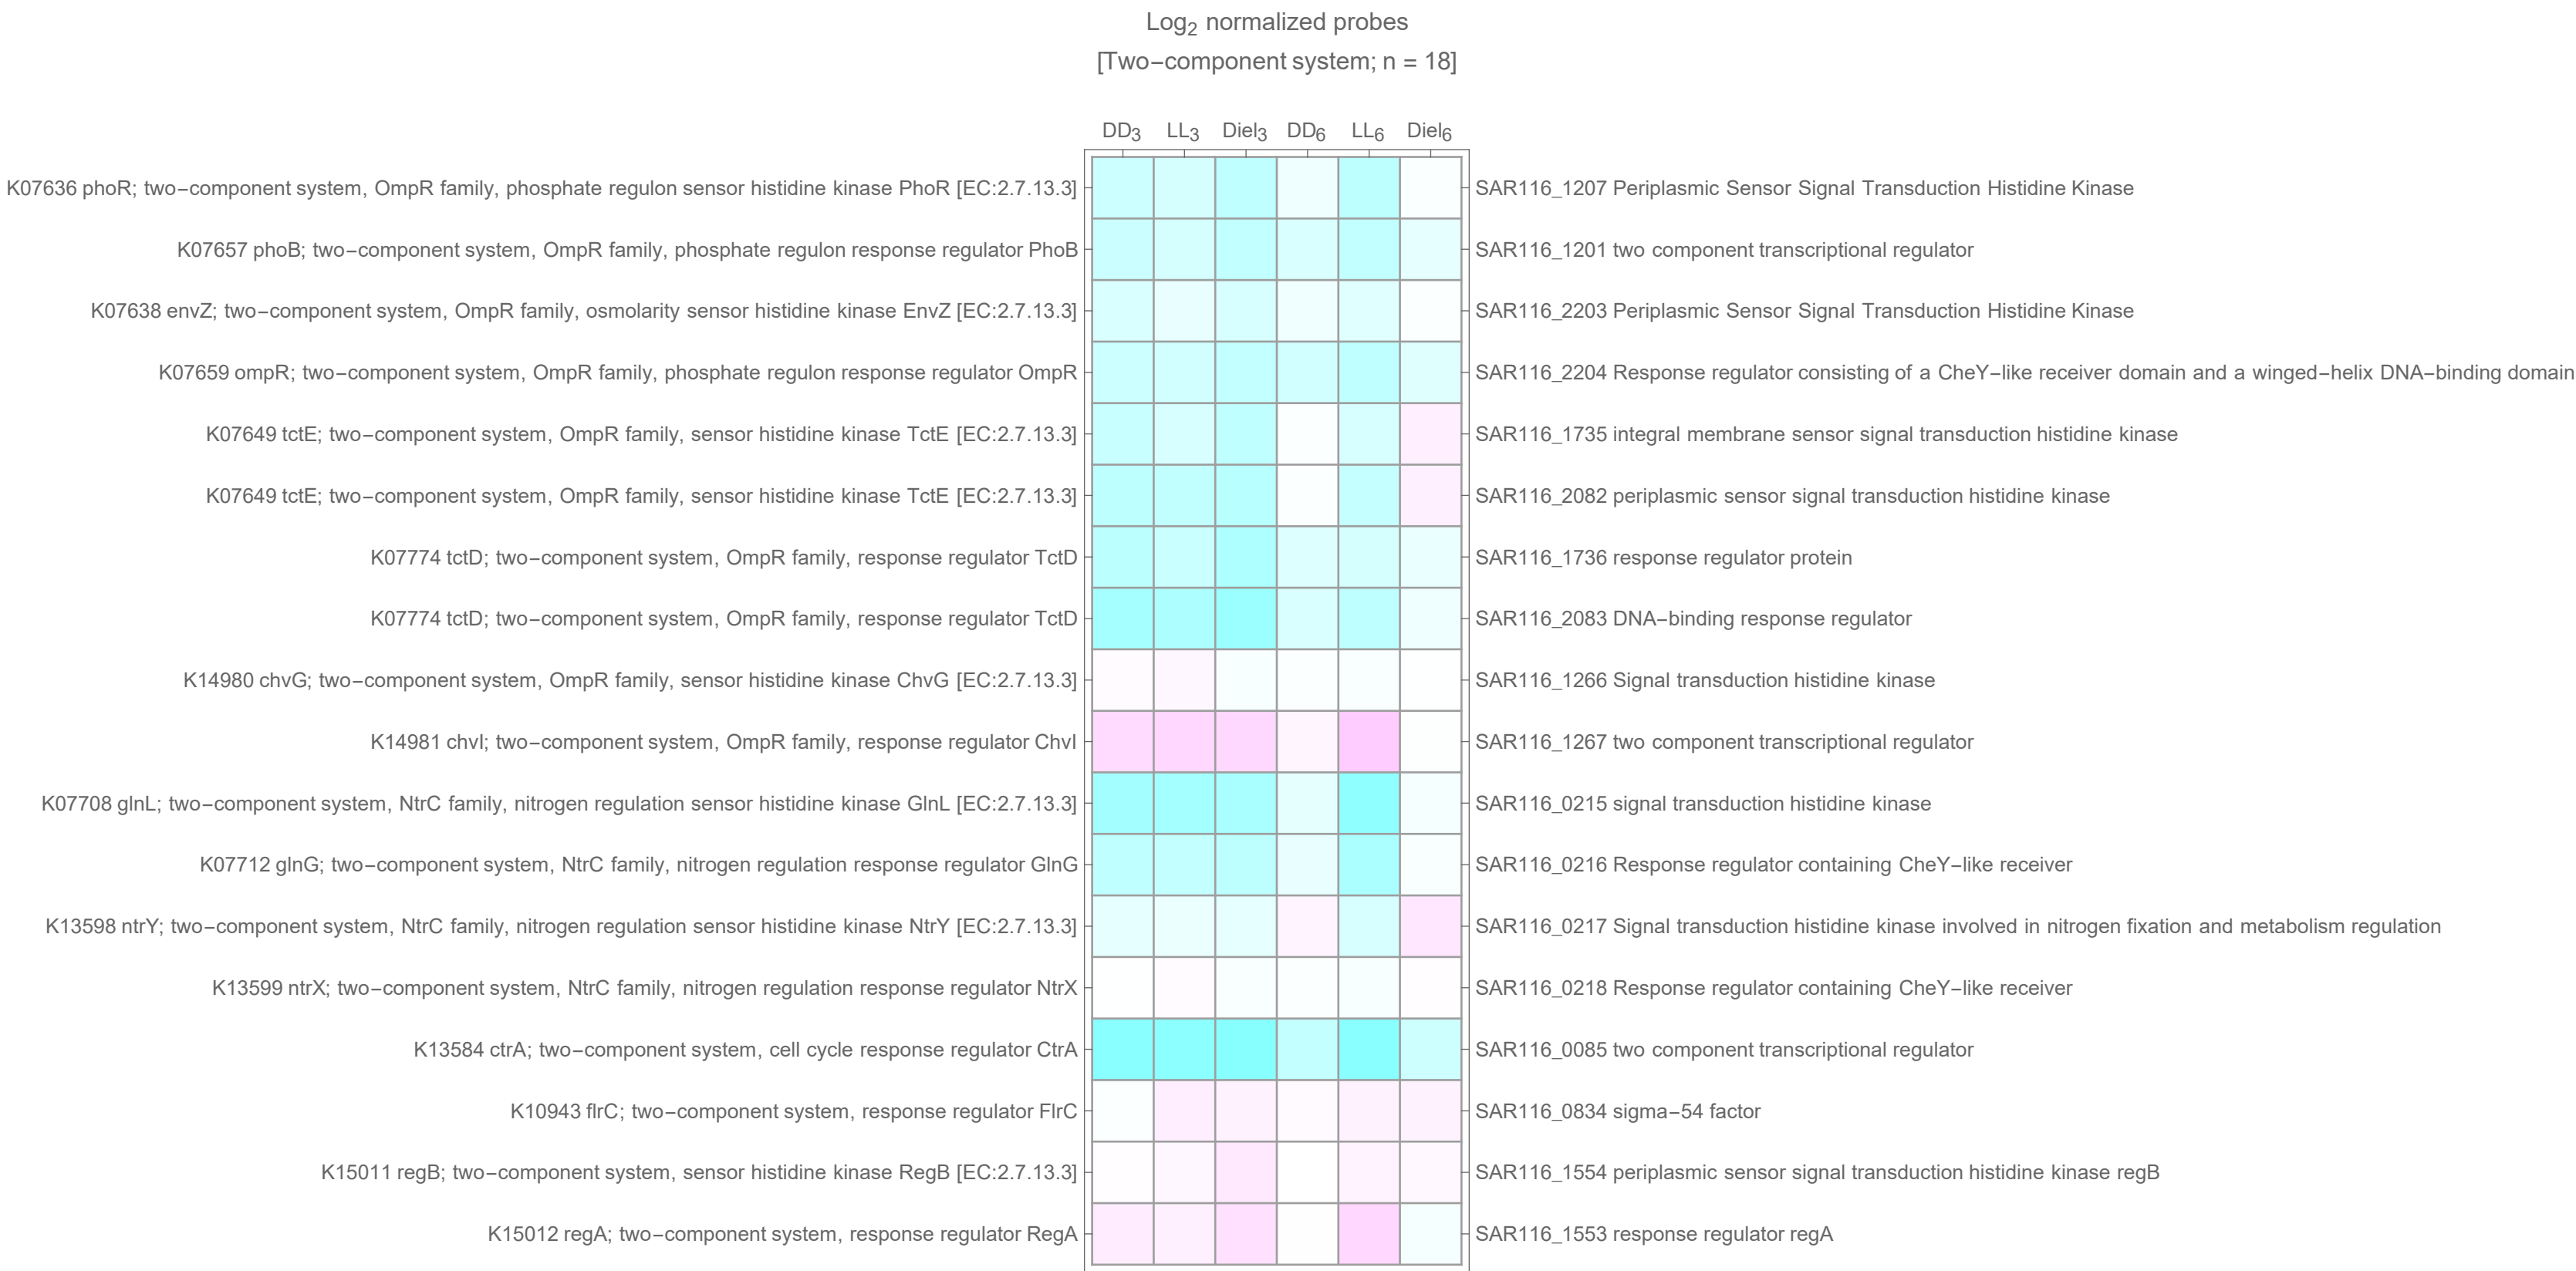 Log2 normalized probes
[Two−component system; n = 18]
DD3 LL3 Diel3 DD6 LL6 Diel6
K07636 phoR; two−component system, OmpR family, phosphate regulon sensor histidine kinase PhoR [EC:2.7.13.3] SAR116_1207 Periplasmic Sensor Signal Transduction Histidine Kinase
K07657 phoB; two−component system, OmpR family, phosphate regulon response regulator PhoB SAR116_1201 two component transcriptional regulator
K07638 envZ; two−component system, OmpR family, osmolarity sensor histidine kinase EnvZ [EC:2.7.13.3] SAR116_2203 Periplasmic Sensor Signal Transduction Histidine Kinase
K07659 ompR; two−component system, OmpR family, phosphate regulon response regulator OmpR SAR116_2204 Response regulator consisting of a CheY−like receiver domain and a winged−helix DNA−binding domain
K07649 tctE; two−component system, OmpR family, sensor histidine kinase TctE [EC:2.7.13.3] SAR116_1735 integral membrane sensor signal transduction histidine kinase
K07649 tctE; two−component system, OmpR family, sensor histidine kinase TctE [EC:2.7.13.3] SAR116_2082 periplasmic sensor signal transduction histidine kinase
K07774 tctD; two−component system, OmpR family, response regulator TctD SAR116_1736 response regulator protein
K07774 tctD; two−component system, OmpR family, response regulator TctD SAR116_2083 DNA−binding response regulator
K14980 chvG; two−component system, OmpR family, sensor histidine kinase ChvG [EC:2.7.13.3] SAR116_1266 Signal transduction histidine kinase
K14981 chvI; two−component system, OmpR family, response regulator ChvI SAR116_1267 two component transcriptional regulator
K07708 glnL; two−component system, NtrC family, nitrogen regulation sensor histidine kinase GlnL [EC:2.7.13.3] SAR116_0215 signal transduction histidine kinase
K07712 glnG; two−component system, NtrC family, nitrogen regulation response regulator GlnG SAR116_0216 Response regulator containing CheY−like receiver
K13598 ntrY; two−component system, NtrC family, nitrogen regulation sensor histidine kinase NtrY [EC:2.7.13.3] SAR116_0217 Signal transduction histidine kinase involved in nitrogen fixation and metabolism regulation
K13599 ntrX; two−component system, NtrC family, nitrogen regulation response regulator NtrX SAR116_0218 Response regulator containing CheY−like receiver
K13584 ctrA; two−component system, cell cycle response regulator CtrA SAR116_0085 two component transcriptional regulator
K10943 flrC; two−component system, response regulator FlrC SAR116_0834 sigma−54 factor
K15011 regB; two−component system, sensor histidine kinase RegB [EC:2.7.13.3] SAR116_1554 periplasmic sensor signal transduction histidine kinase regB
K15012 regA; two−component system, response regulator RegA SAR116_1553 response regulator regA